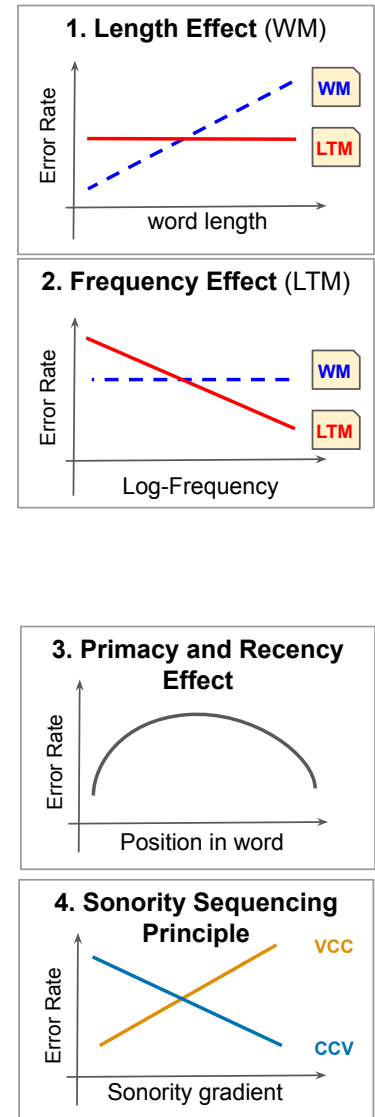 1. Length Effect (WM)
Error Rate
WM
LTM
word length
2. Frequency Effect (LTM)
Error Rate
WM
LTM
Log-Frequency
3. Primacy and Recency
Effect
Error Rate
Position in word
4. Sonority Sequencing
Principle
VCC
Error Rate
CCV
Sonority gradient